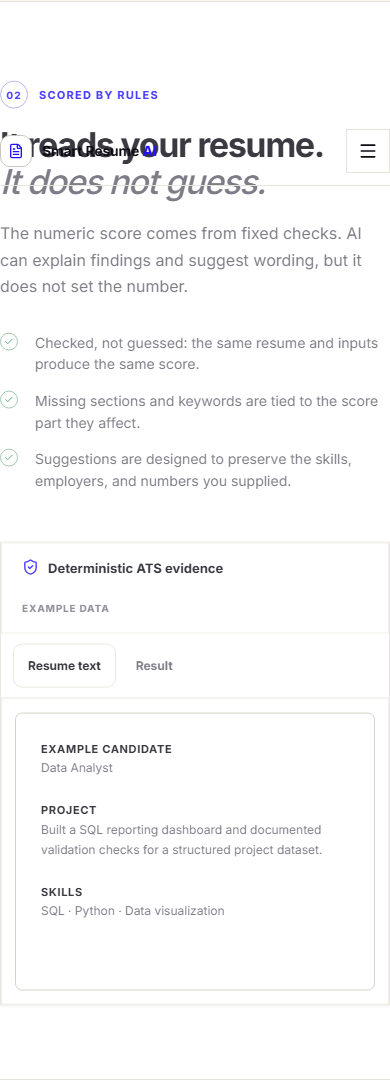 02 SCORED BY RULES
It reads your resume.
Smart Resume AI
It does not guess.
The numeric score comes from fixed checks. AI
can explain findings and suggest wording, but it
does not set the number.
Checked, not guessed: the same resume and inputs
produce the same score.
Missing sections and keywords are tied to the score
part they affect.
Suggestions are designed to preserve the skills,
employers, and numbers you supplied.
Deterministic ATS evidence
EXAMPLE DATA
Resume text Result
EXAMPLE CANDIDATE
Data Analyst
PROJECT
Built a SQL reporting dashboard and documented
validation checks for a structured project dataset.
SKILLS
SQL · Python · Data visualization